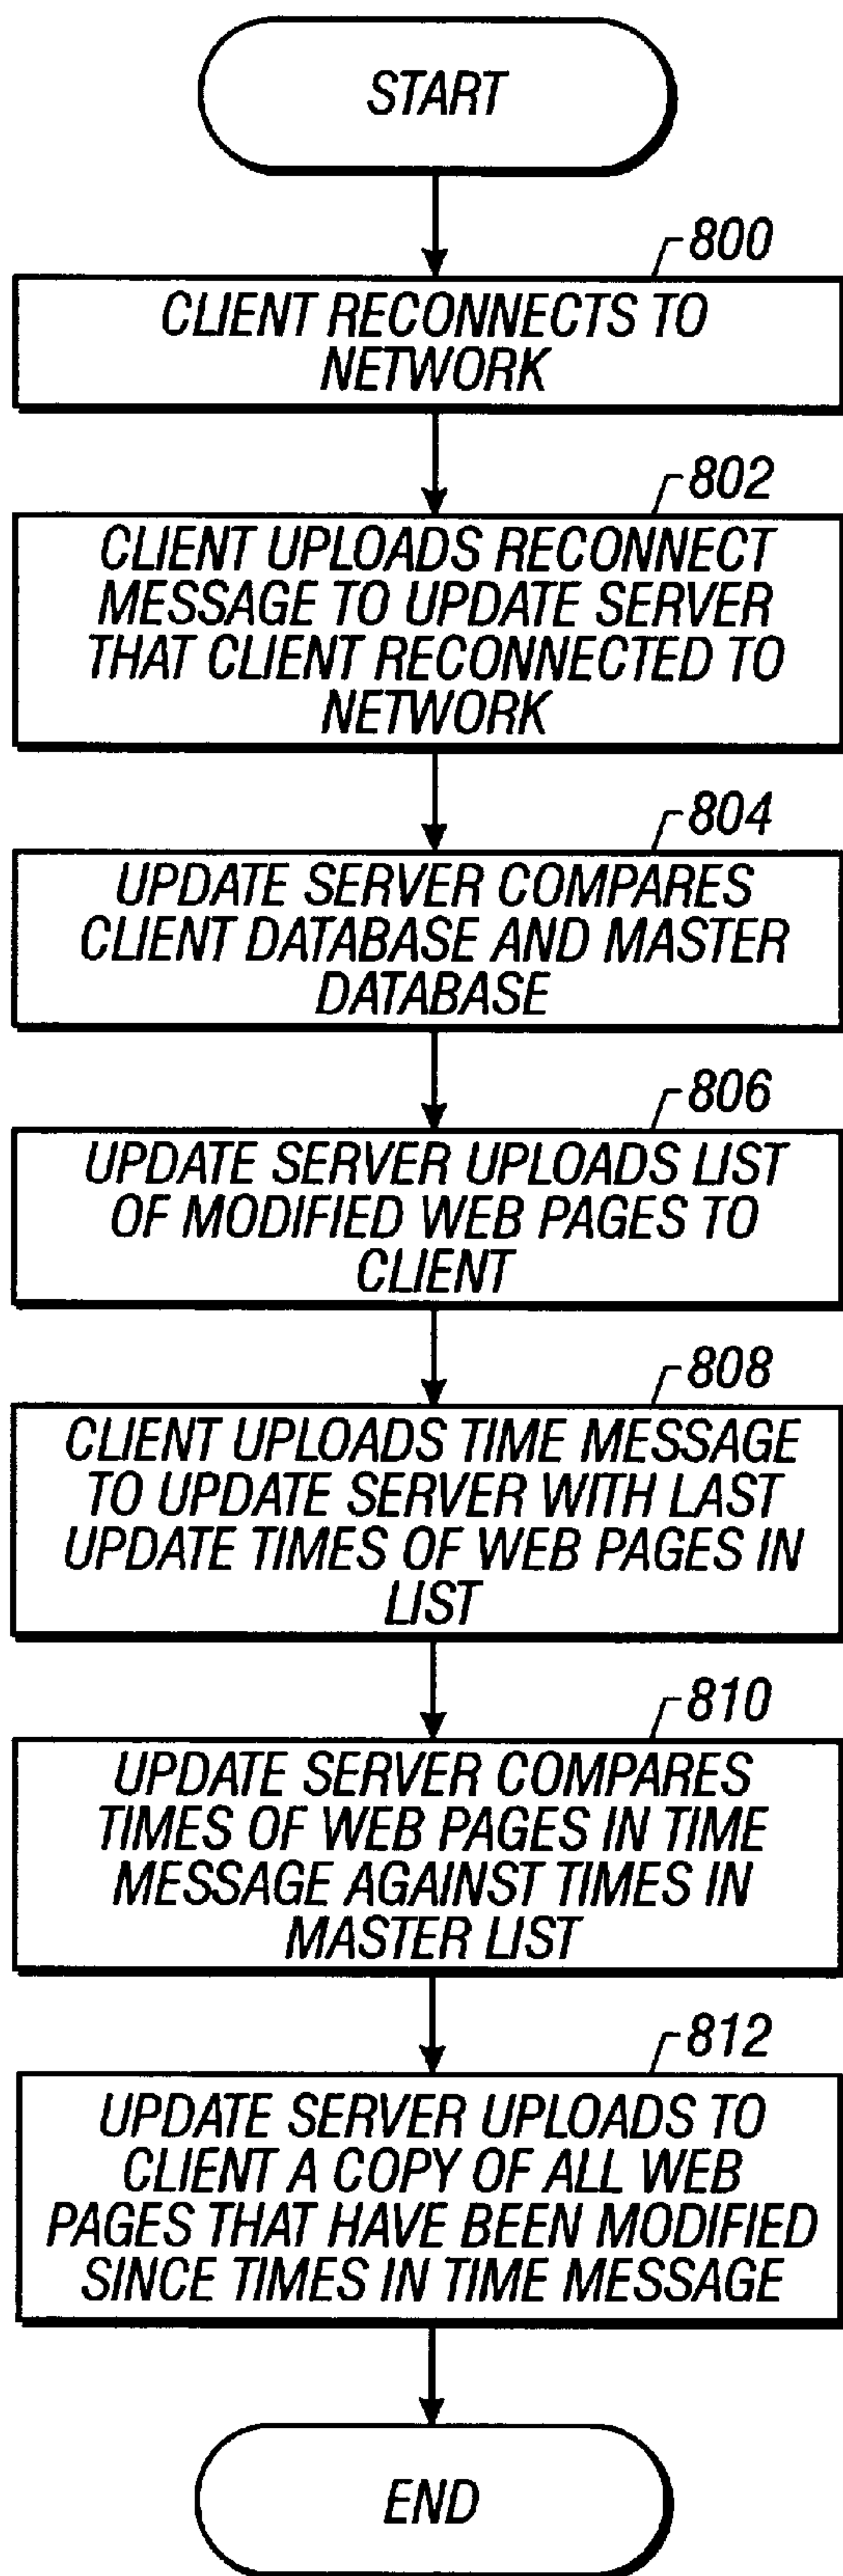 START
800
CLIENT RECONNECTS TO
NETWORK
802
CLIENT UPLOADS RECONNECT
MESSAGE TO UPDATE SERVER
THAT CLIENT RECONNECTED TO
NETWORK
804
UPDATE SERVER COMPARES
CLIENT DATABASE AND MASTER
DATABASE
806
UPDATE SERVER UPLOADS LIST
OF MODIFIED WEB PAGES TO
CLIENT
808
CLIENT UPLOADS TIME MESSAGE
TO UPDATE SERVER WITH LAST
UPDATE TIMES OF WEB PAGES IN
LIST
810
UPDATE SERVER COMPARES
TIMES OF WEB PAGES IN TIME
MESSAGE AGAINST TIMES IN
MASTER LIST
812
UPDATE SERVER UPLOADS TO
CLIENT A COPY OF ALL WEB
PAGES THAT HAVE BEEN MODIFIED
SINCE TIMES IN TIME MESSAGE
END